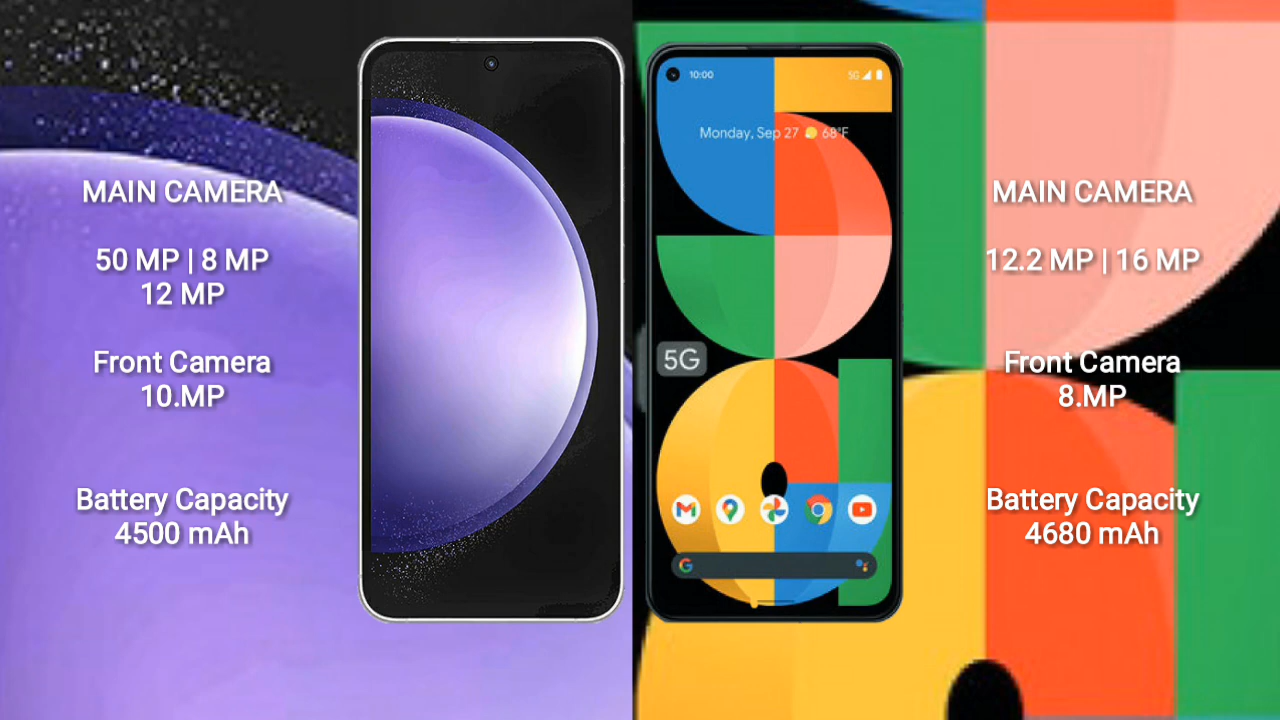 MAIN CAMERA
50 MP | 8 MP
12 MP
Front Camera
10.MP
Battery Capacity
4500 mAh
10:00
5G
Monday, Sep 27 68°F
5G
MAIN CAMERA
12.2 MP | 16 MP
Front Camera
8.MP
Battery Capacity
4680 mAh